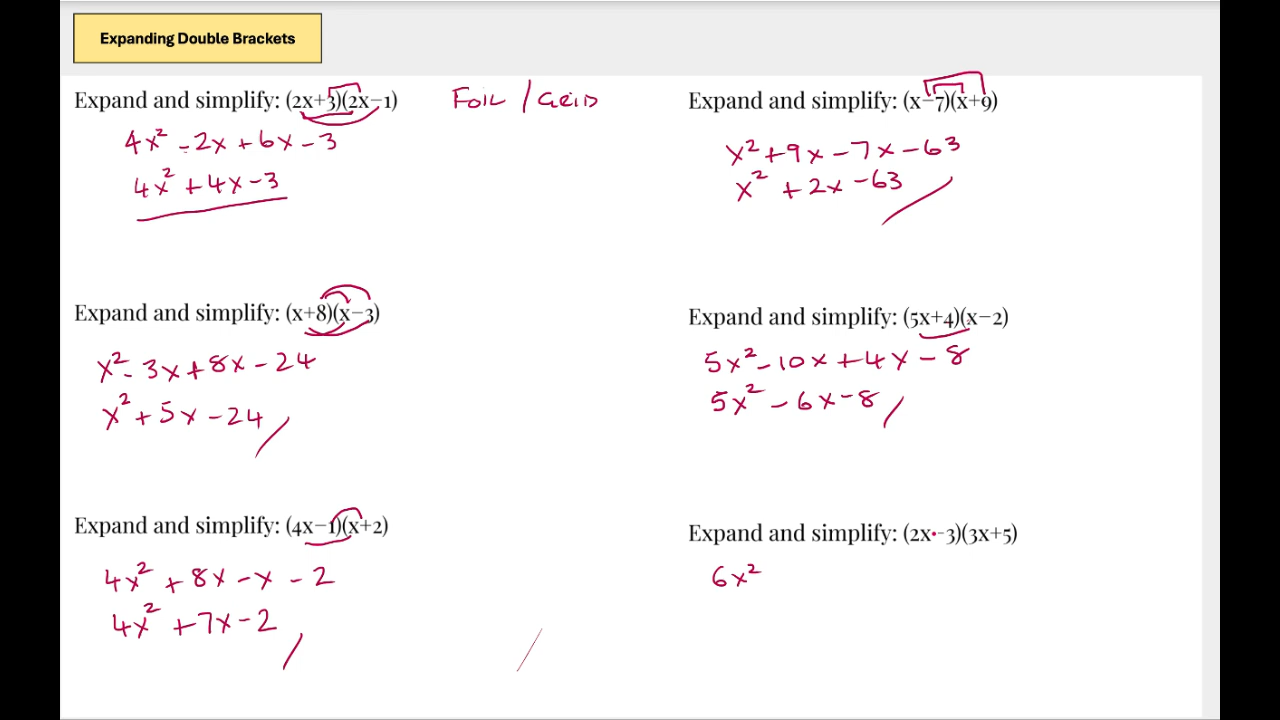 Expanding Double Brackets
Expand and simplify: (2x+3)(2x−1)
FOIL / GRID
4x² - 2x + 6x - 3
4x² + 4x - 3
Expand and simplify: (x−7)(x+9)
x² + 9x - 7x - 63
x² + 2x - 63
Expand and simplify: (x+8)(x−3)
x² - 3x + 8x - 24
x² + 5x - 24
Expand and simplify: (5x+4)(x−2)
5x² - 10x + 4x - 8
5x² - 6x - 8
Expand and simplify: (4x−1)(x+2)
4x² + 8x - x - 2
4x² + 7x - 2
Expand and simplify: (2x−3)(3x+5)
6x²